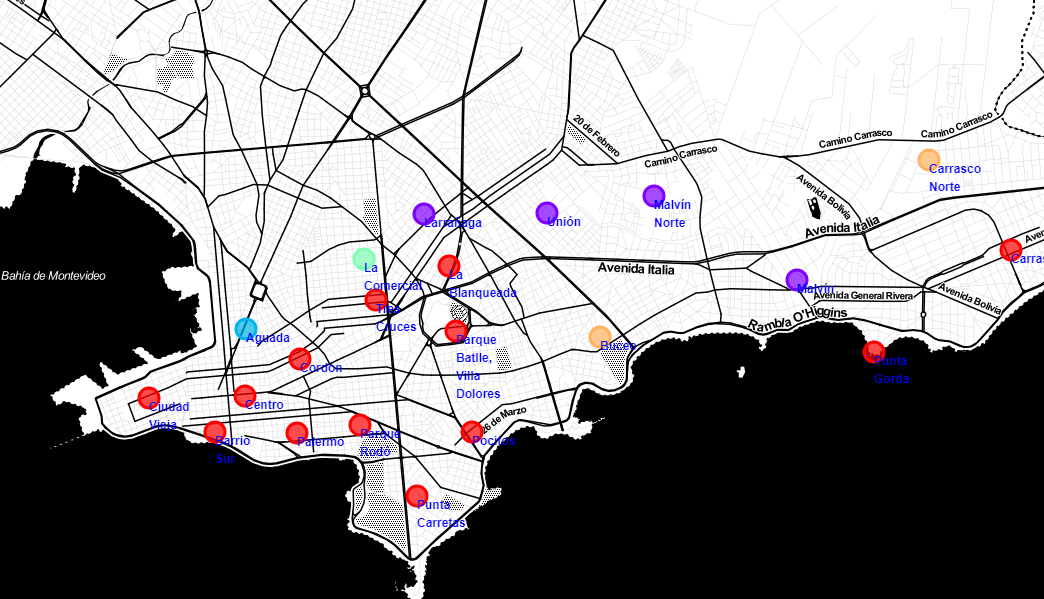 20 de Febrero
Camino Carrasco
Camino Carrasco
Camino Carrasco
Carrasco
Norte
Avenida Bolivia
Malvín
Norte
Larrañaga
Unión
Avenida Italia
Bahía de Montevideo
La
Comercial
La
Blanqueada
Avenida Italia
Malvín
Avenida General Rivera
Avenida Bolivia
Rambla O'Higgins
Tres
Cruces
Aguada
Parque
Batlle,
Villa
Dolores
Buceo
Punta
Gorda
Cordón
Ciudad
Vieja
Centro
26 de Marzo
Barrio
Sur
Palermo
Parque
Rodó
Pocitos
Punta
Carretas